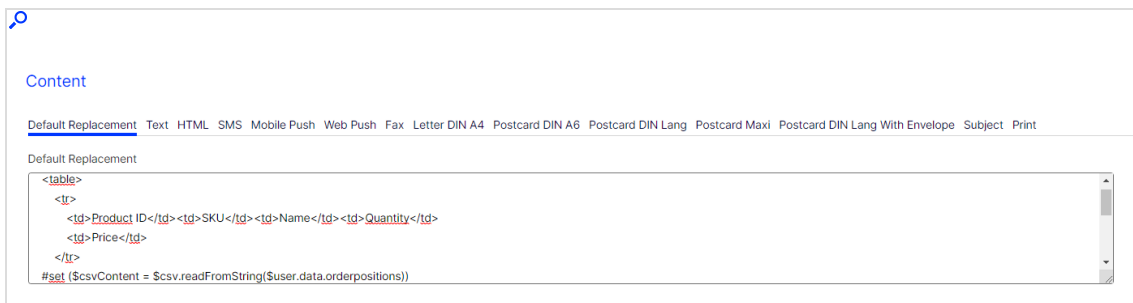 Content
Default Replacement Text HTML SMS Mobile Push Web Push Fax Letter DIN A4 Postcard DIN A6 Postcard DIN Lang Postcard Maxi Postcard DIN Lang With Envelope Subject Print
Default Replacement
<table>
<tr>
<td>Product ID</td><td>SKU</td><td>Name</td><td>Quantity</td>
<td>Price</td>
</tr>
#set ($csvContent = $csv.readFromString($user.data.orderpositions))